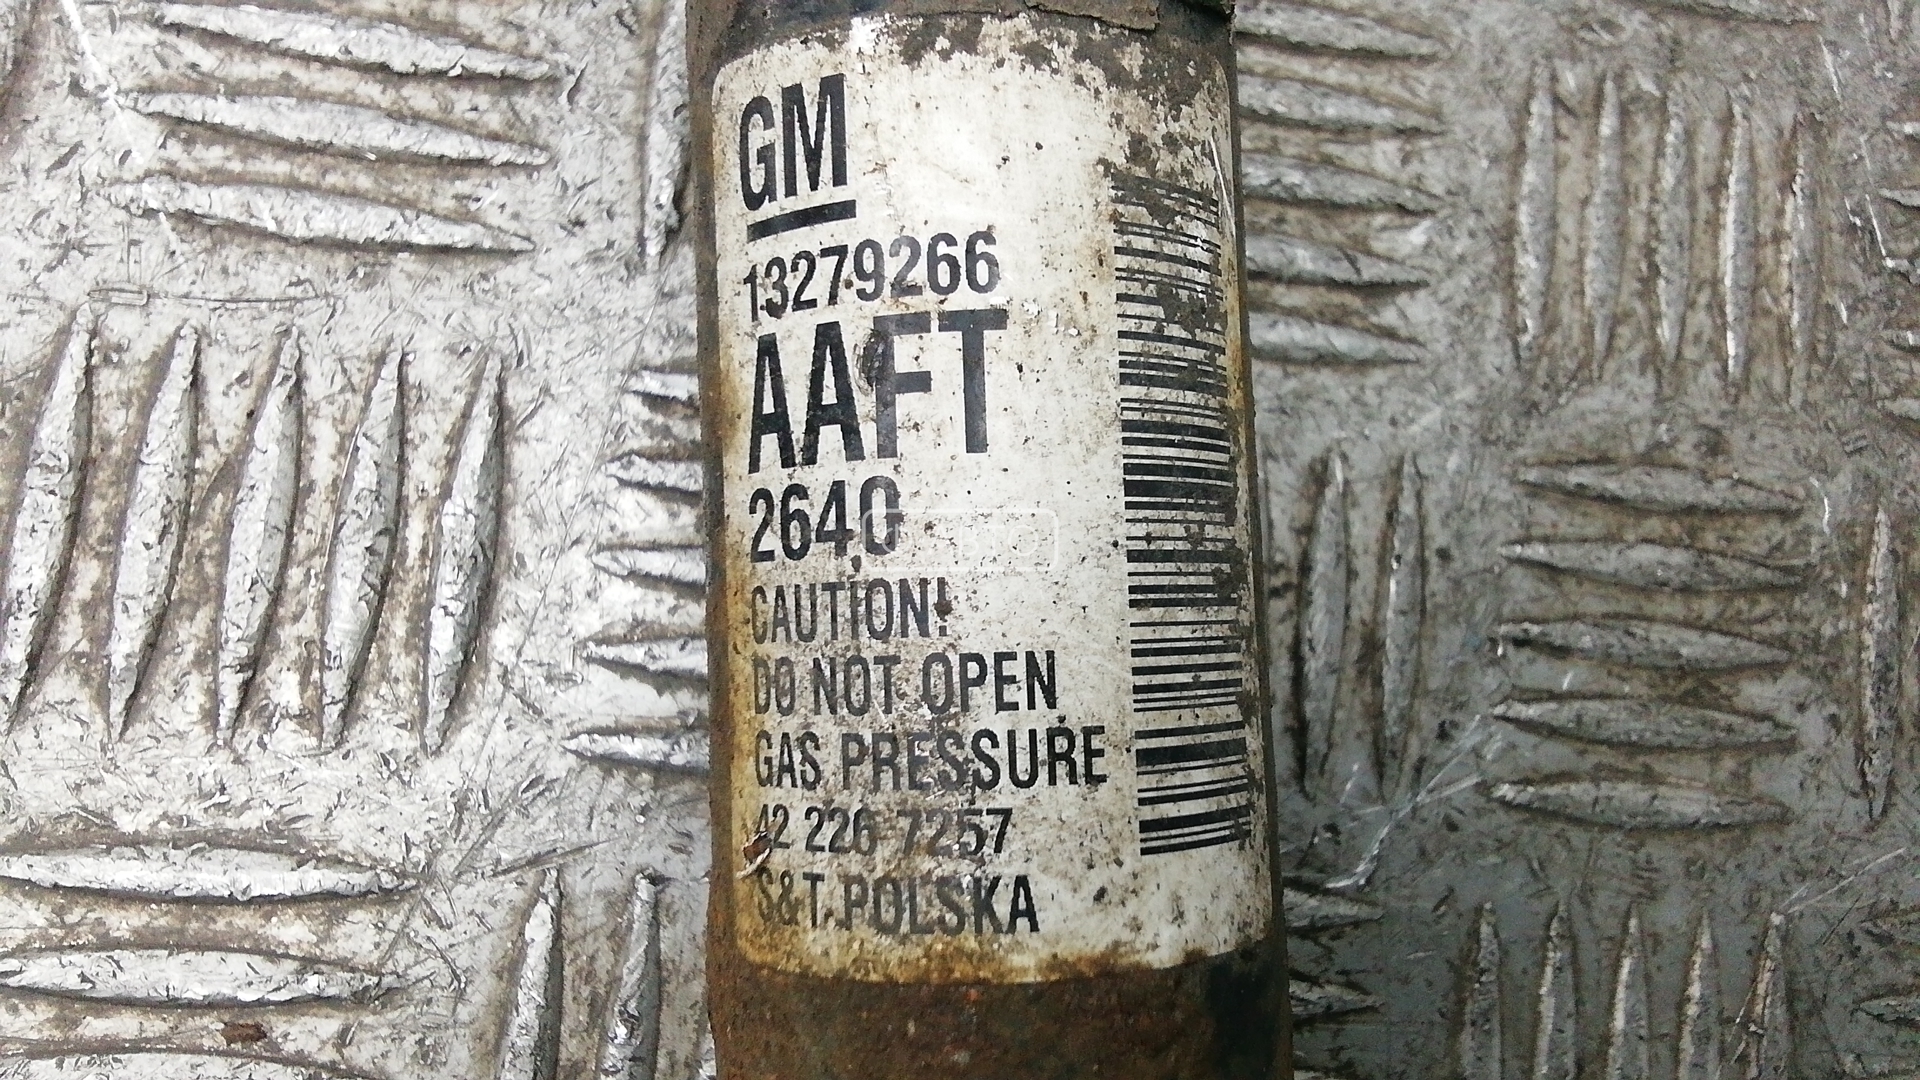 GM
13279266
AAFT
2640
CAUTION!
DO NOT OPEN
GAS PRESSURE
42 226 7257
S&T POLSKA